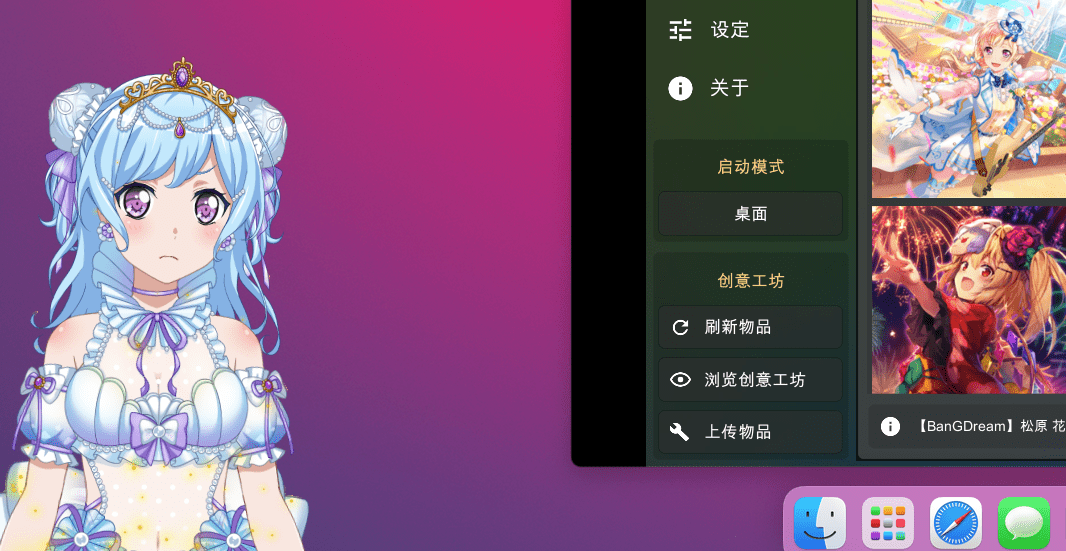 设定
关于
启动模式
桌面
创意工坊
刷新物品
浏览创意工坊
上传物品
【BanGDream】松原 花